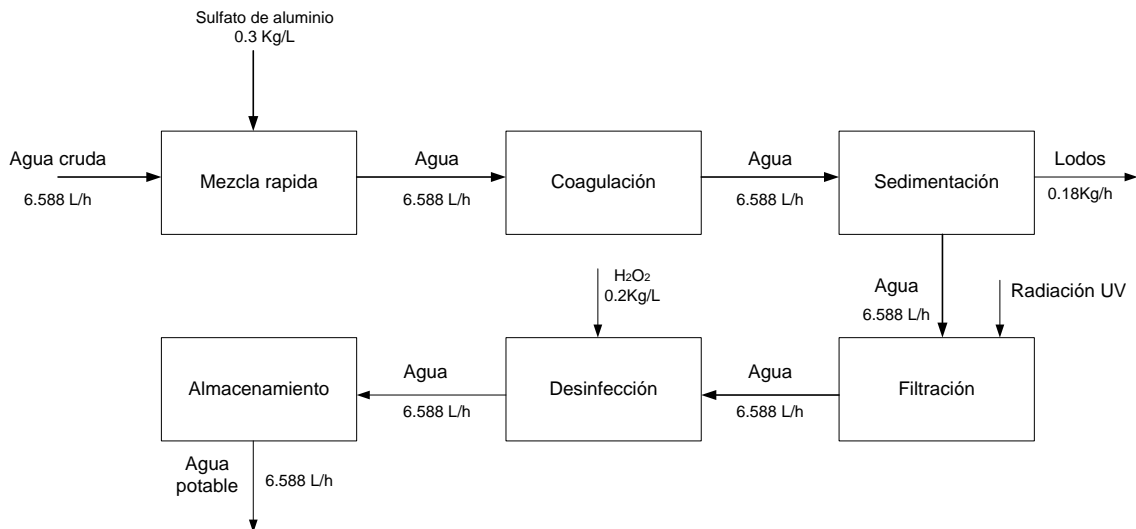 Sulfato de aluminio
0.3 Kg/L
Agua cruda
6.588 L/h
Mezcla rapida
Agua
6.588 L/h
Coagulación
Agua
6.588 L/h
Sedimentación
Lodos
0.18Kg/h
Agua
6.588 L/h
Radiación UV
Filtración
Agua
6.588 L/h
H₂O₂
0.2Kg/L
Desinfección
Agua
6.588 L/h
Almacenamiento
Agua
potable
6.588 L/h